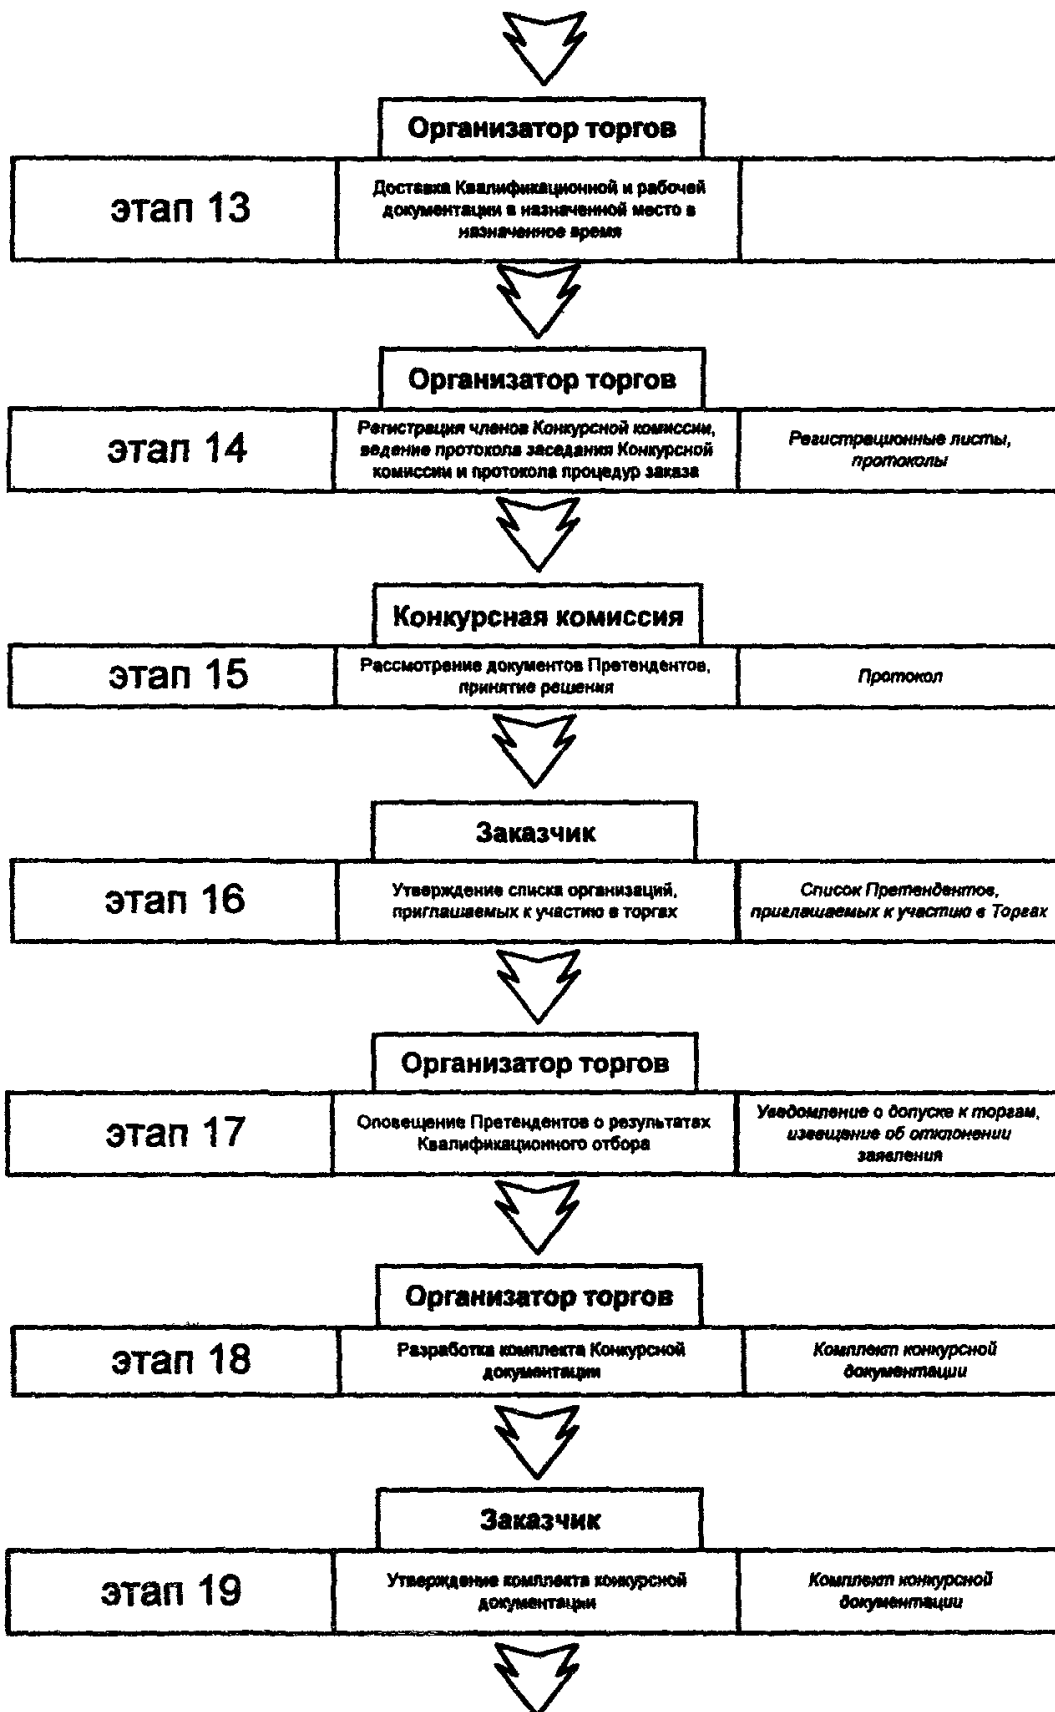 Организатор торгов
этап 13
Доставка Квалификационной и рабочей
документации в назначенной место в
назначенное время
Организатор торгов
этап 14
Регистрация членов Конкурсной комиссии,
ведение протокола заседания Конкурсной
комиссии и протокола процедур заказа
Регистрационные листы,
протоколы
Конкурсная комиссия
этап 15
Рассмотрение документов Претендентов,
принятие решения
Протокол
Заказчик
этап 16
Утверждение списка организаций,
приглашаемых к участию в торгах
Список Претендентов,
приглашаемых к участию в Торгах
Организатор торгов
этап 17
Оповещение Претендентов о результатах
Квалификационного отбора
Уведомление о допуске к торгам,
извещение об отклонении
заявления
Организатор торгов
этап 18
Разработка комплекта Конкурсной
документации
Комплект конкурсной
документации
Заказчик
этап 19
Утверждение комплекта конкурсной
документации
Комплект конкурсной
документации